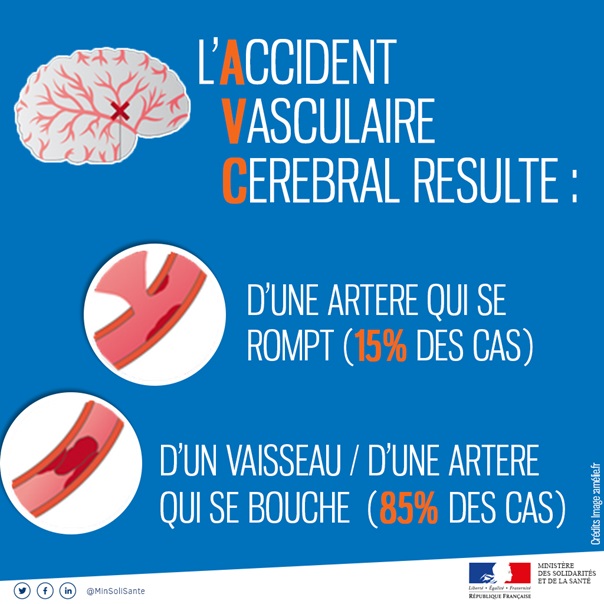 L'ACCIDENT
VASCULAIRE
CEREBRAL RESULTE :
D'UNE ARTERE QUI SE
ROMPT (15% DES CAS)
D'UN VAISSEAU / D'UNE ARTERE
QUI SE BOUCHE (85% DES CAS)
Crédits Image :amélie.fr
@MinSoliSante
Liberté • Égalité • Fraternité
RÉPUBLIQUE FRANÇAISE
MINISTÈRE
DES SOLIDARITÉS
ET DE LA SANTÉ